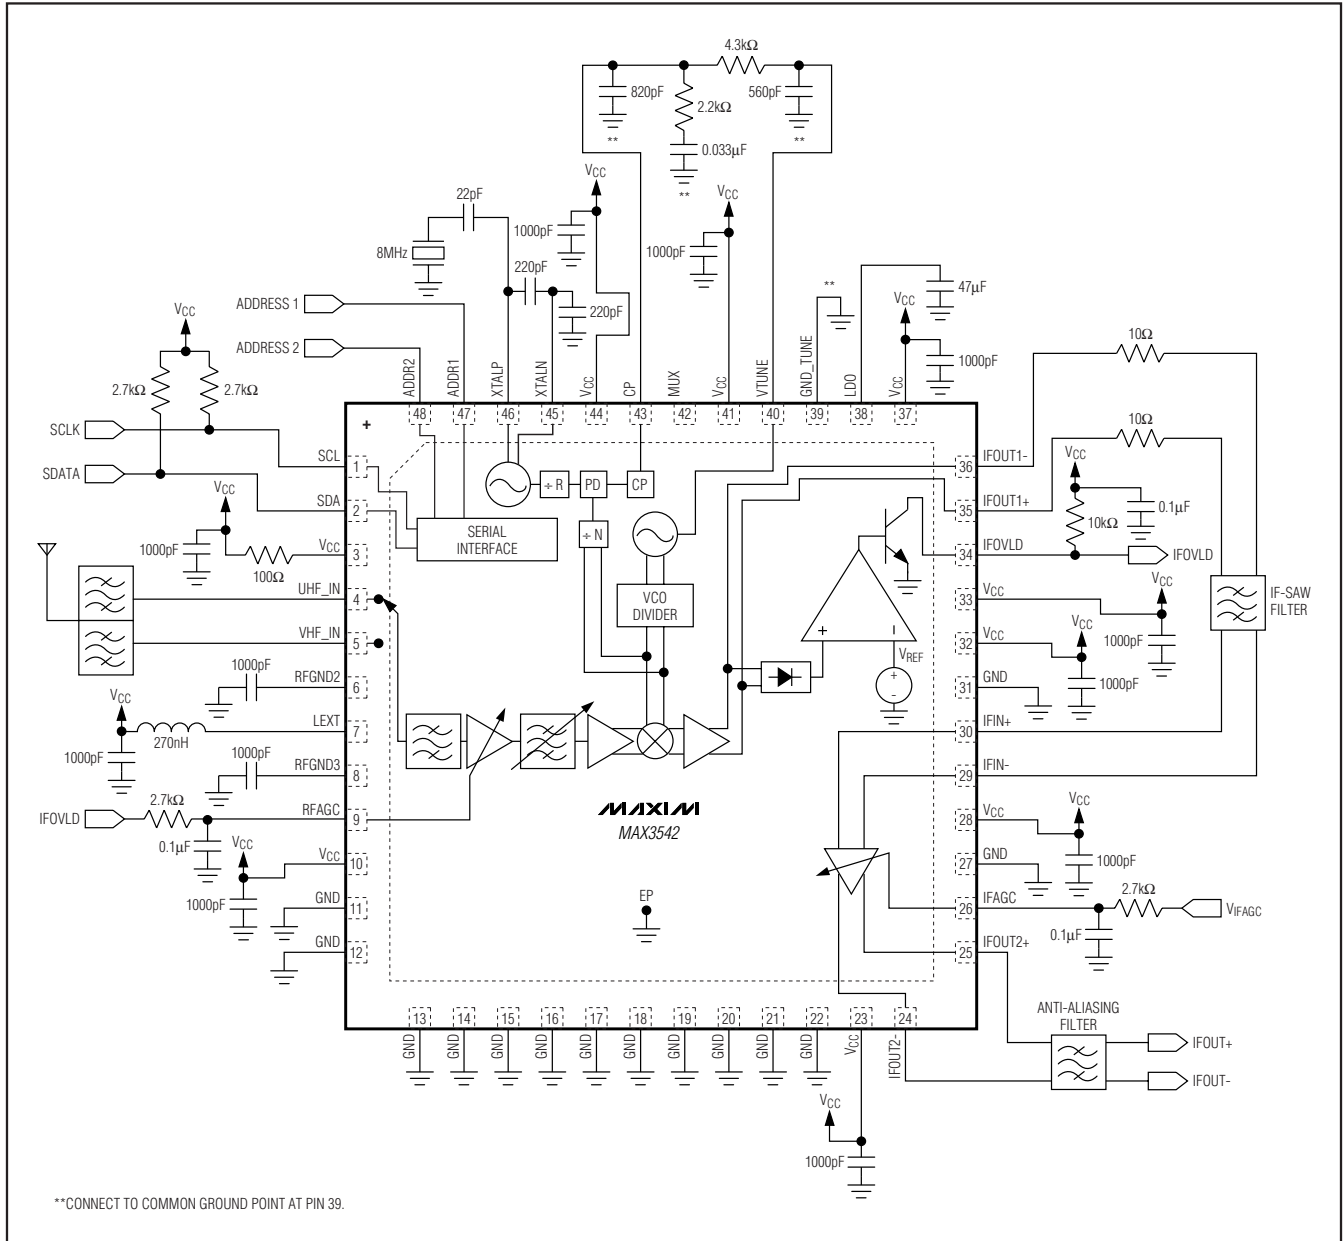 4.3kΩ
820pF
2.2kΩ
560pF
**
0.033µF
**
**
VCC
22pF
1000pF
VCC
1000pF
8MHz
220pF
220pF
**
47µF
VCC
1000pF
ADDRESS 1
ADDRESS 2
VCC
2.7kΩ
2.7kΩ
SCLK
SDATA
10Ω
10Ω
ADDR2
ADDR1
XTALP
XTALN
VCC
CP
MUX
VCC
VTUNE
GND_TUNE
LDO
VCC
48 47 46 45 44 43 42 41 40 39 38 37
+
SCL
1
SDA
2
VCC
1000pF
100Ω
VCC
3
UHF_IN
4
VHF_IN
5
1000pF
RFGND2
6
VCC
LEXT
7
270nH
1000pF
1000pF
RFGND3
8
IFOVLD
2.7kΩ
RFAGC
9
0.1µF
VCC
VCC
10
1000pF
GND
11
GND
12
÷ R
PD
CP
÷ N
SERIAL
INTERFACE
VCO
DIVIDER
+
−
VREF
+
-
MAXIM
MAX3542
EP
36
IFOUT1-
35
IFOUT1+
VCC
0.1µF
10kΩ
34
IFOVLD
IFOVLD
33
VCC
VCC
1000pF
32
VCC
VCC
1000pF
31
GND
30
IFIN+
29
IFIN-
IF-SAW
FILTER
28
VCC
VCC
1000pF
27
GND
26
IFAGC
2.7kΩ
VIFAGC
0.1µF
25
IFOUT2+
13 14 15 16 17 18 19 20 21 22 23 24
GND
GND
GND
GND
GND
GND
GND
GND
GND
GND
VCC
IFOUT2-
ANTI-ALIASING
FILTER
IFOUT+
IFOUT-
VCC
1000pF
**CONNECT TO COMMON GROUND POINT AT PIN 39.